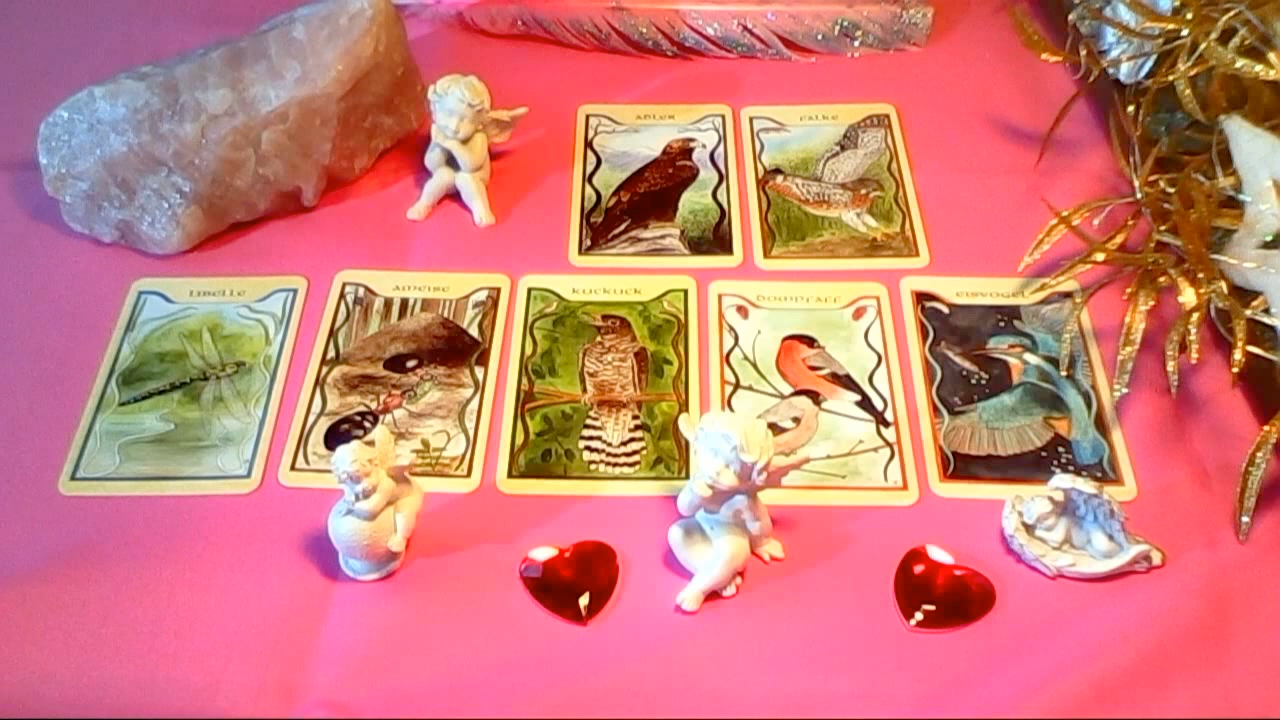 ADLER
FALKE
LIBELLE
AMEISE
KUCKUCK
DOMPFAFF
EISVOGEL